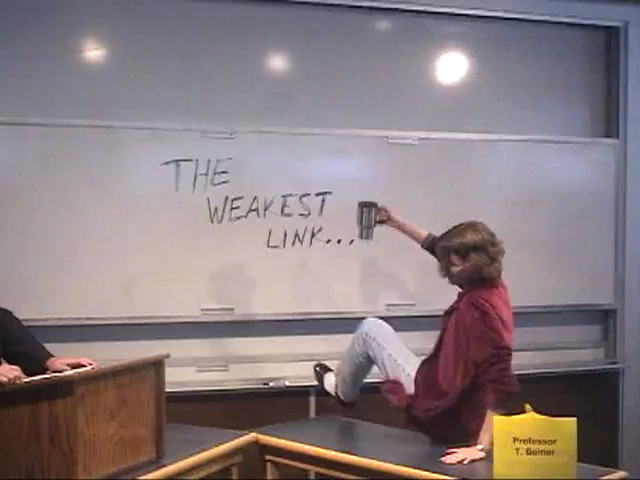 THE
WEAKEST
LINK...
Professor
T. Beiner